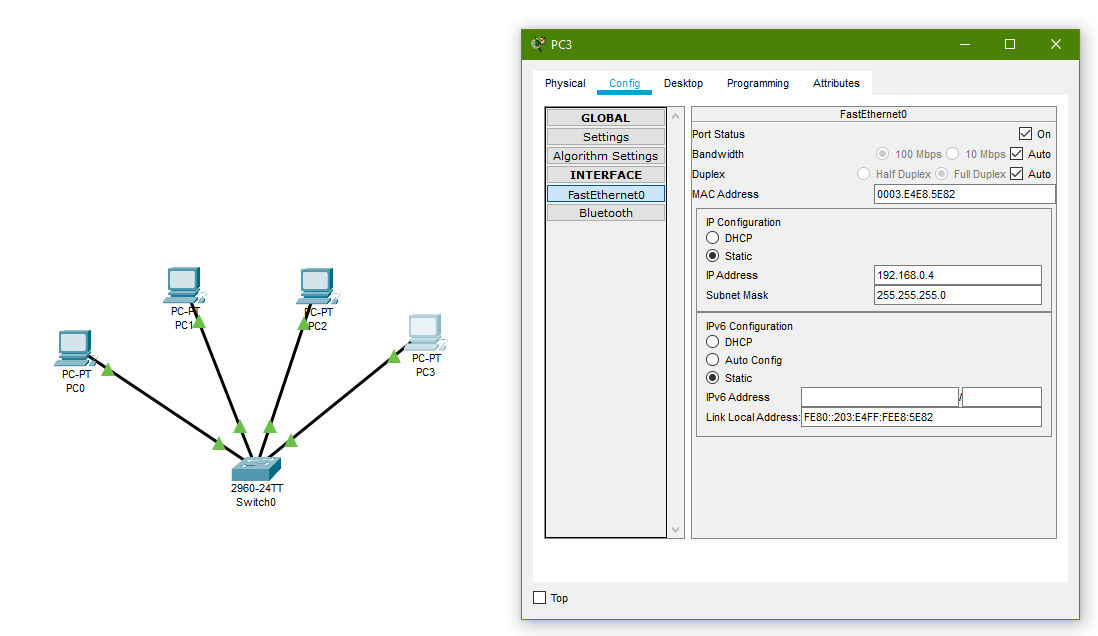 PC3
Physical
Config
Desktop
Programming
Attributes
GLOBAL
Settings
Algorithm Settings
INTERFACE
FastEthernet0
Bluetooth
FastEthernet0
Port Status
On
Bandwidth
100 Mbps
10 Mbps
Auto
Duplex
Half Duplex
Full Duplex
Auto
MAC Address
0003.E4E8.5E82
IP Configuration
DHCP
Static
IP Address
192.168.0.4
Subnet Mask
255.255.255.0
IPv6 Configuration
DHCP
Auto Config
Static
IPv6 Address
/
Link Local Address:
FE80::203:E4FF:FEE8:5E82
Top
PC-PT
PC0
PC-PT
PC1
PC-PT
PC2
PC-PT
PC3
2960-24TT
Switch0